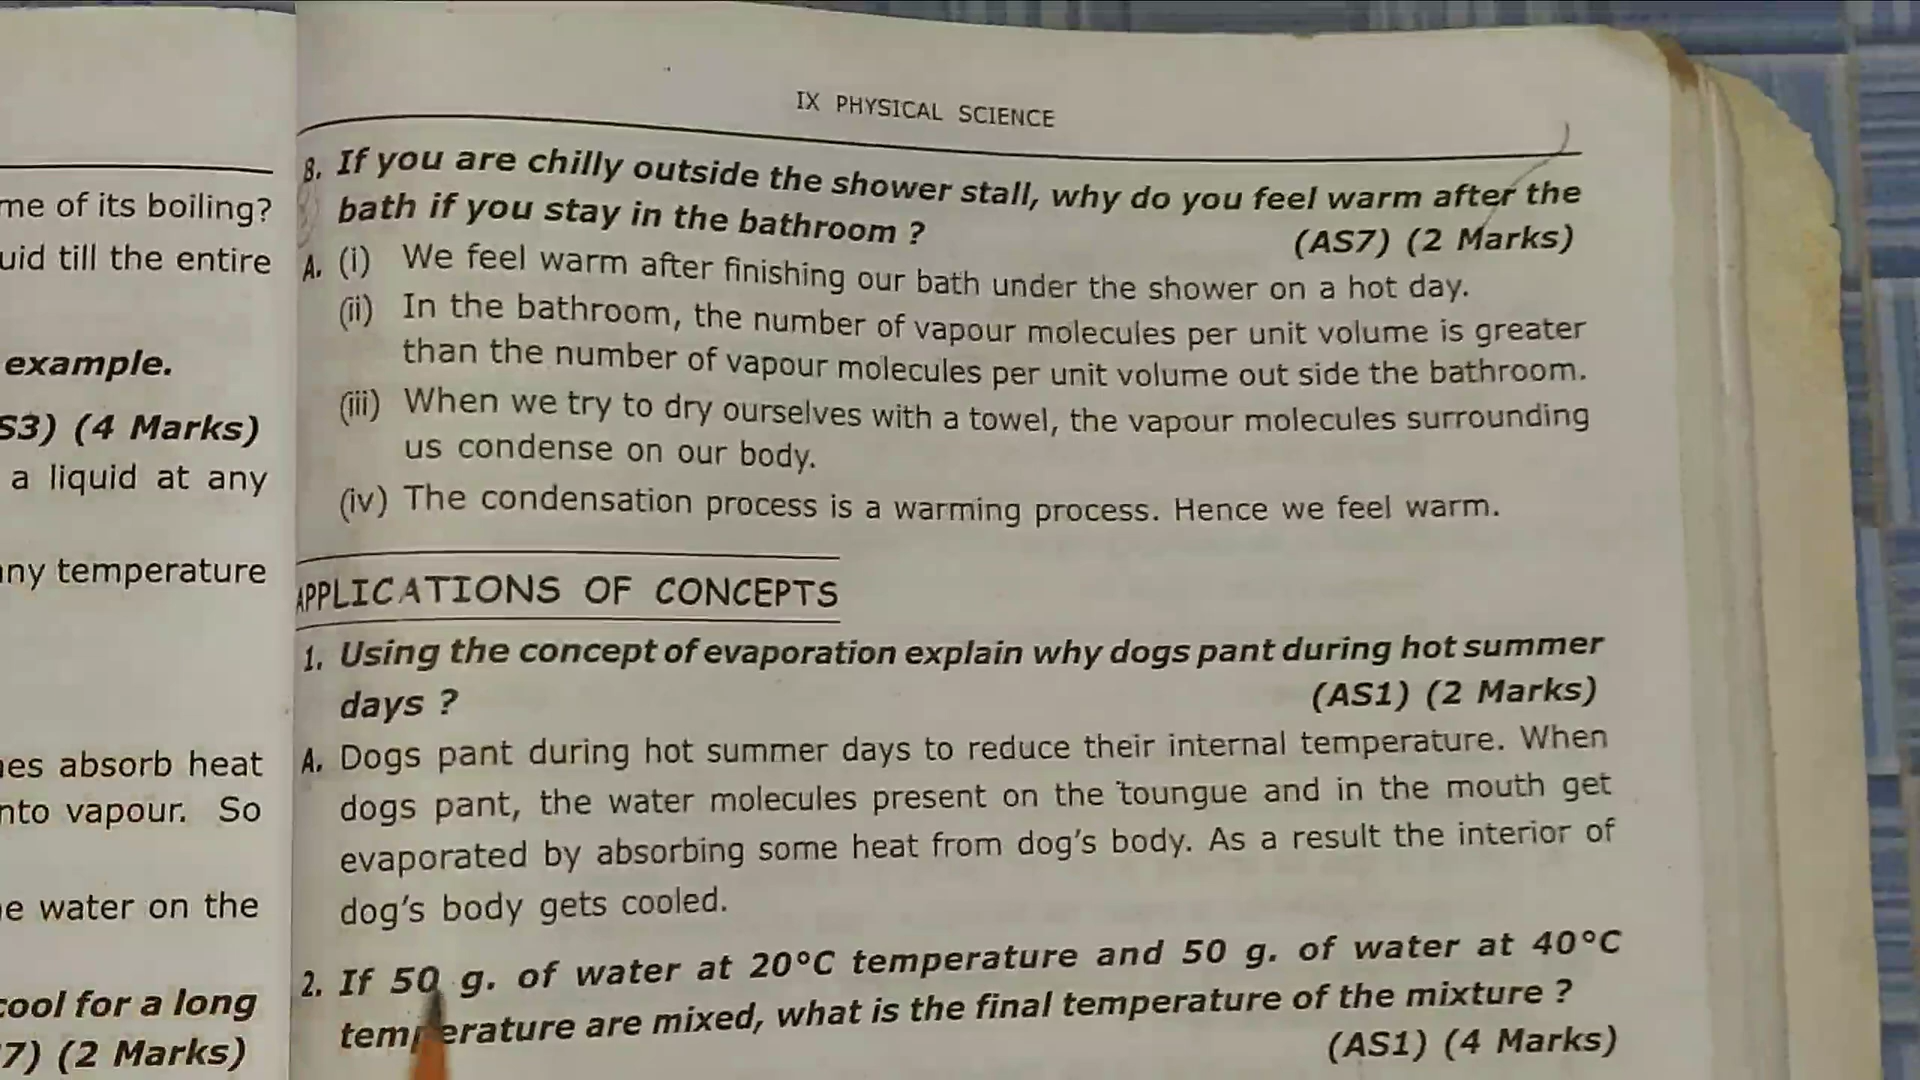 me of its boiling?
uid till the entire
example.
S3) (4 Marks)
a liquid at any
any temperature
nes absorb heat
nto vapour. So
e water on the
cool for a long
7) (2 Marks)
IX PHYSICAL SCIENCE
8. If you are chilly outside the shower stall, why do you feel warm after the
bath if you stay in the bathroom ? (AS7) (2 Marks)
A. (i) We feel warm after finishing our bath under the shower on a hot day.
(ii) In the bathroom, the number of vapour molecules per unit volume is greater
than the number of vapour molecules per unit volume out side the bathroom.
(iii) When we try to dry ourselves with a towel, the vapour molecules surrounding
us condense on our body.
(iv) The condensation process is a warming process. Hence we feel warm.
APPLICATIONS OF CONCEPTS
1. Using the concept of evaporation explain why dogs pant during hot summer
days ? (AS1) (2 Marks)
A. Dogs pant during hot summer days to reduce their internal temperature. When
dogs pant, the water molecules present on the toungue and in the mouth get
evaporated by absorbing some heat from dog's body. As a result the interior of
dog's body gets cooled.
2. If 50 g. of water at 20°C temperature and 50 g. of water at 40°C
temperature are mixed, what is the final temperature of the mixture ?
(AS1) (4 Marks)